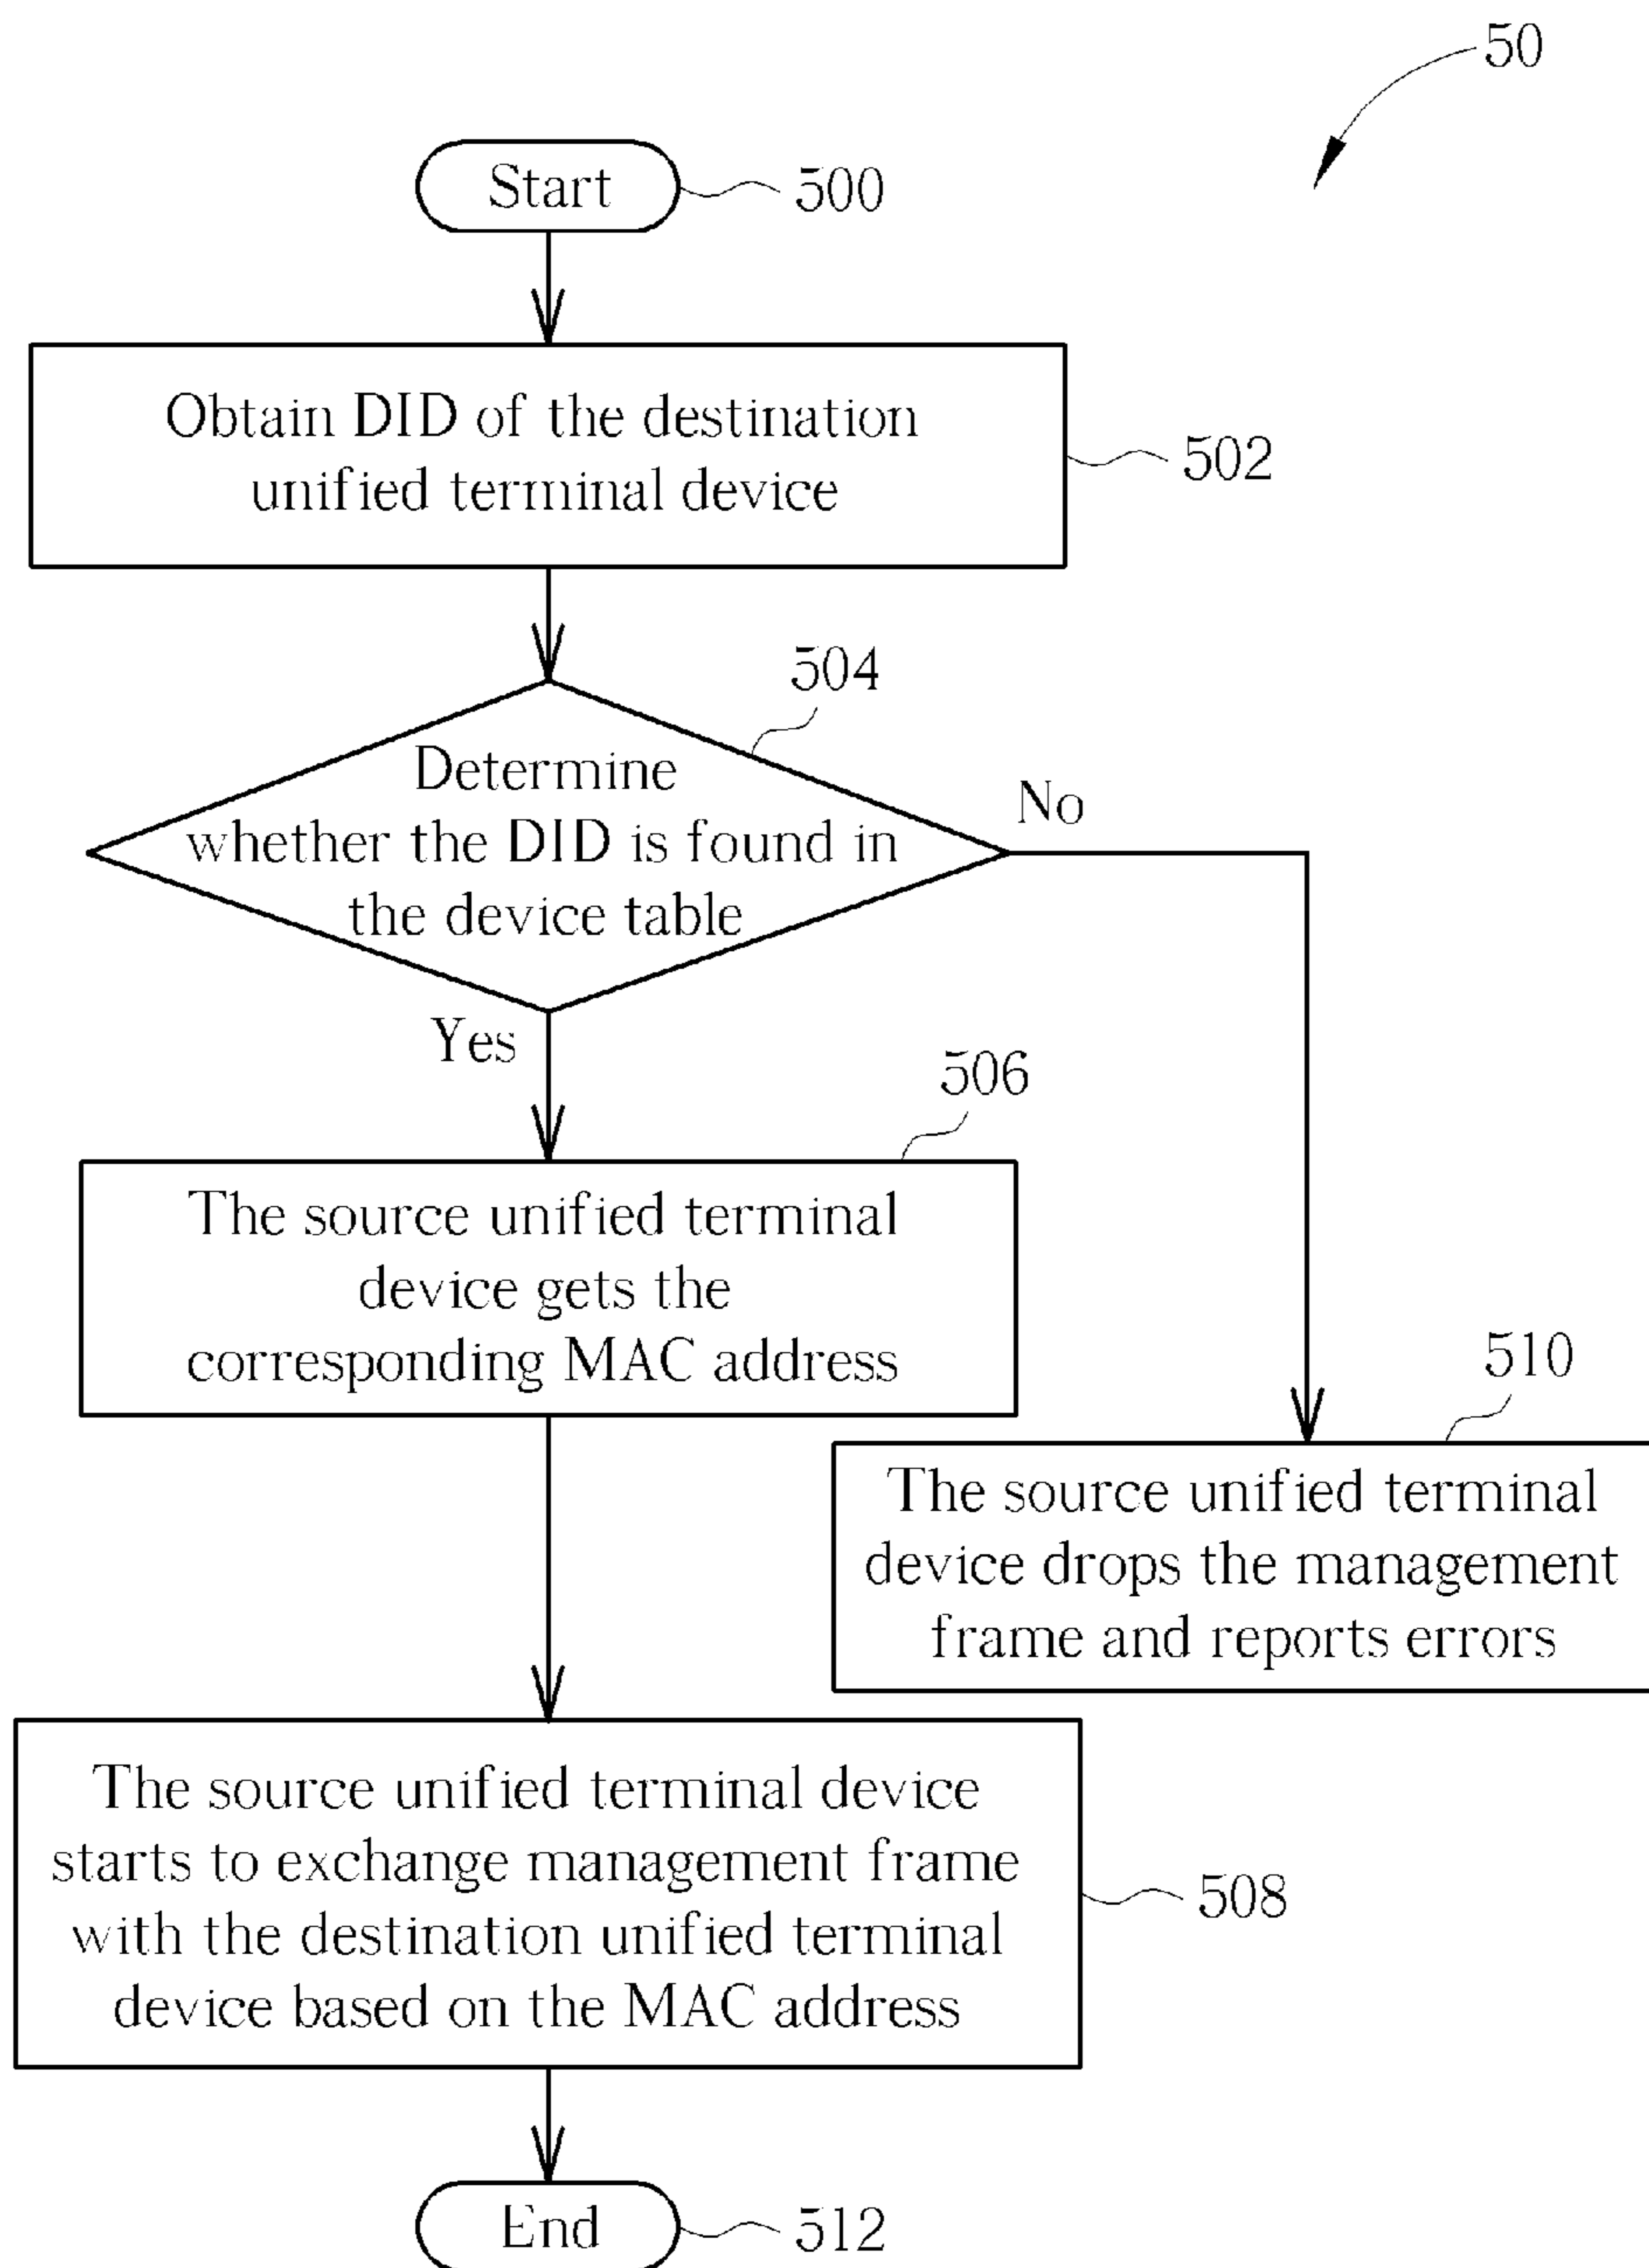 50
Start
500
Obtain DID of the destination
unified terminal device
502
504
Determine
whether the DID is found in
the device table
No
Yes
506
The source unified terminal
device gets the
corresponding MAC address
510
The source unified terminal
device drops the management
frame and reports errors
The source unified terminal device
starts to exchange management frame
with the destination unified terminal
device based on the MAC address
508
End
512